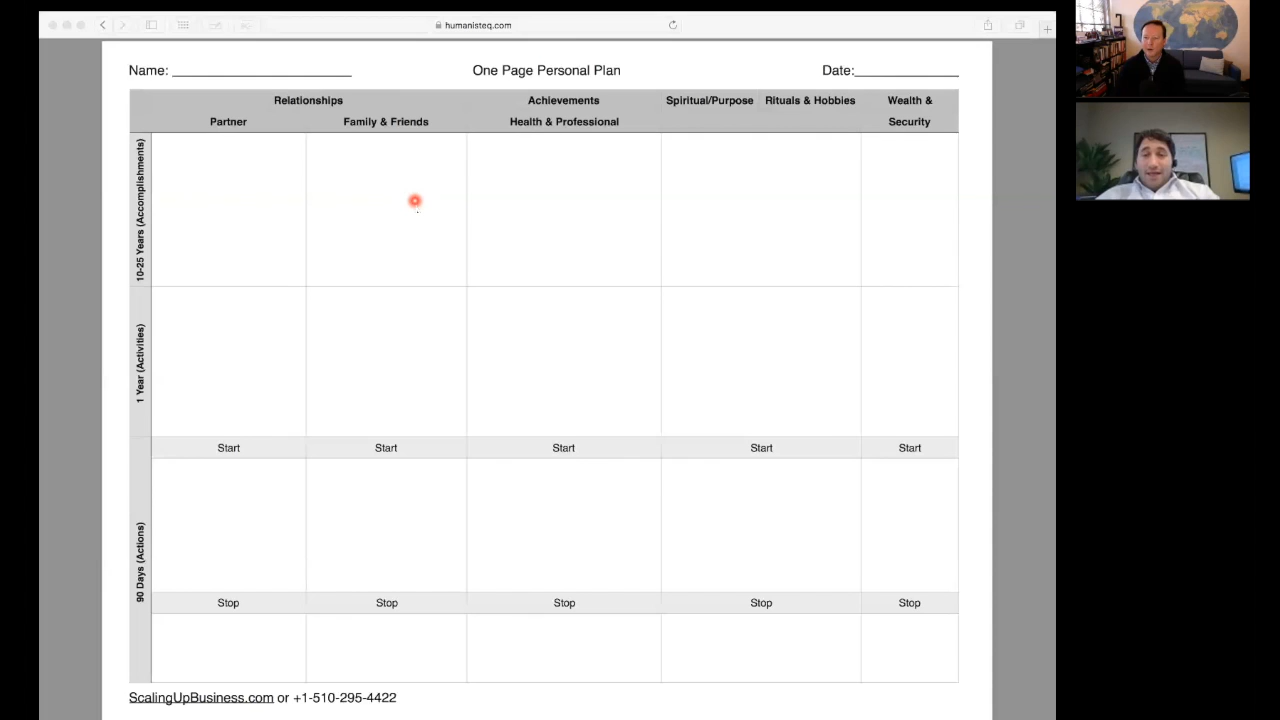 humanisteq.com
Name: ______________________ One Page Personal Plan Date:_____________
Relationships Achievements Spiritual/Purpose Rituals & Hobbies Wealth &
Partner Family & Friends Health & Professional Security
10-25 Years (Accomplishments)
1 Year (Activities)
Start Start Start Start Start
90 Days (Actions)
Stop Stop Stop Stop Stop
ScalingUpBusiness.com or +1-510-295-4422